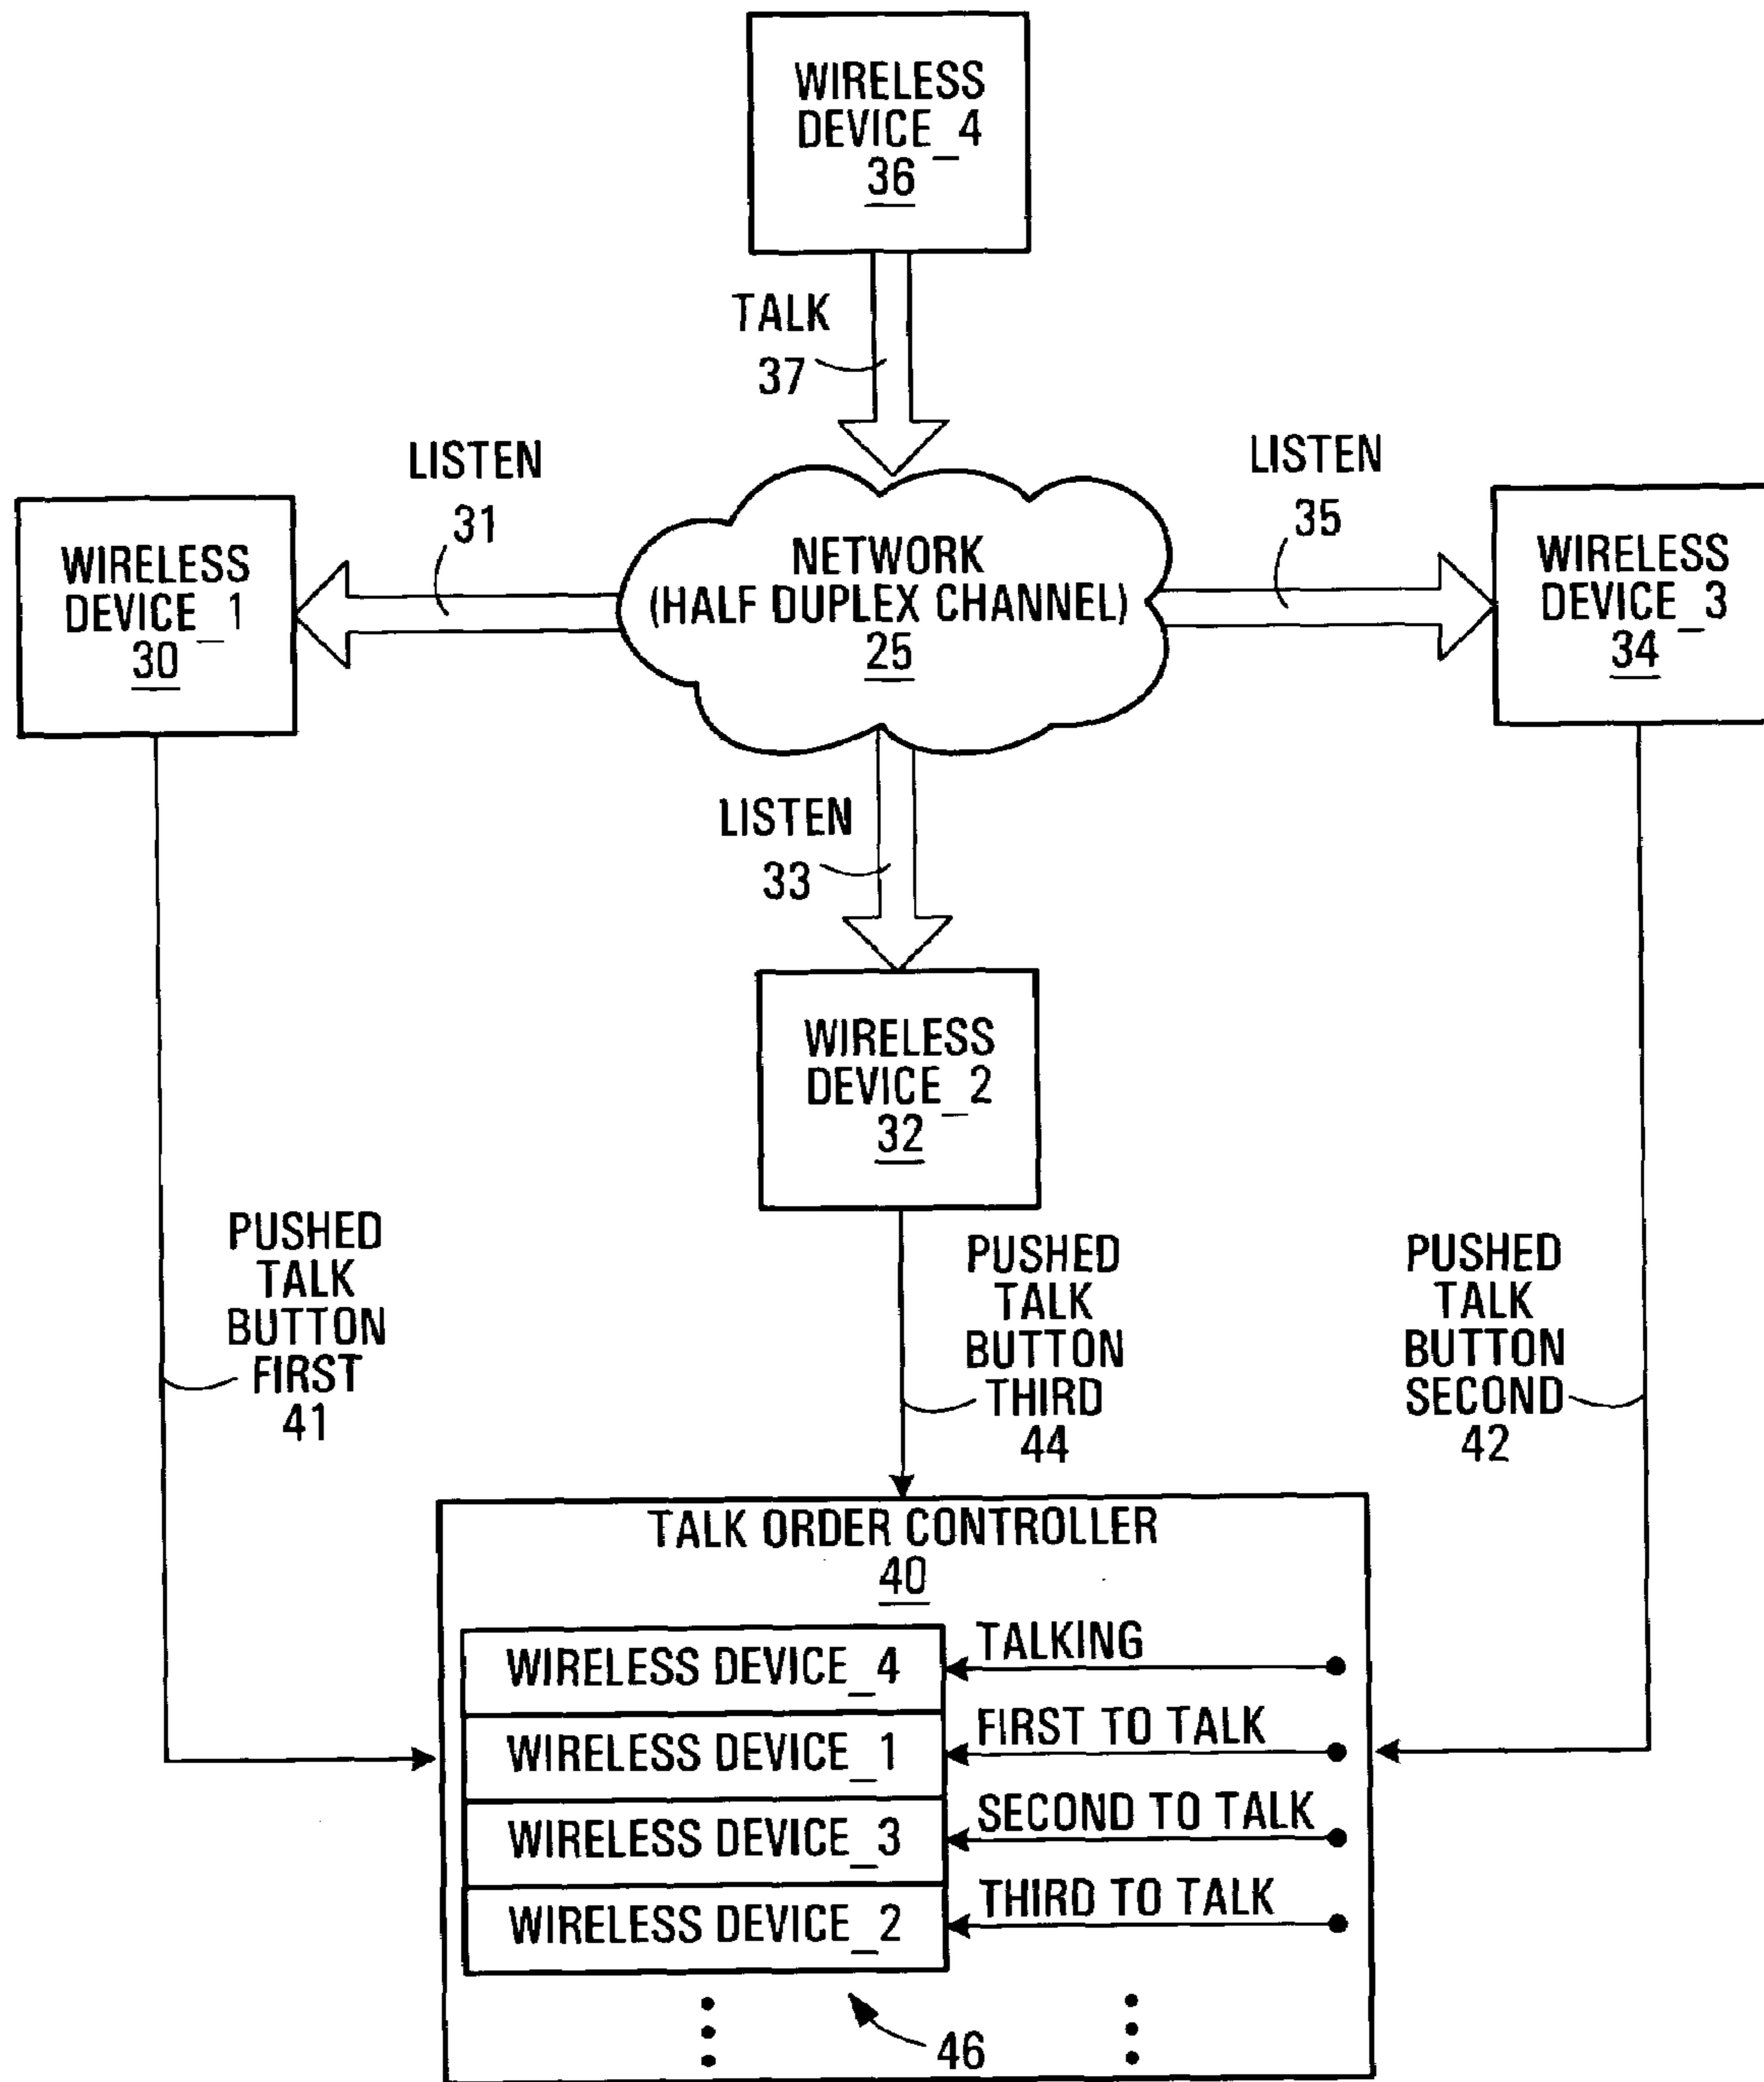 WIRELESS
DEVICE_4
36
TALK
37
LISTEN
31
LISTEN
35
WIRELESS
DEVICE_1
30
NETWORK
(HALF DUPLEX CHANNEL)
25
WIRELESS
DEVICE_3
34
LISTEN
33
WIRELESS
DEVICE_2
32
PUSHED
TALK
BUTTON
FIRST
41
PUSHED
TALK
BUTTON
THIRD
44
PUSHED
TALK
BUTTON
SECOND
42
TALK ORDER CONTROLLER
40
WIRELESS DEVICE_4
TALKING
WIRELESS DEVICE_1
FIRST TO TALK
WIRELESS DEVICE_3
SECOND TO TALK
WIRELESS DEVICE_2
THIRD TO TALK
46